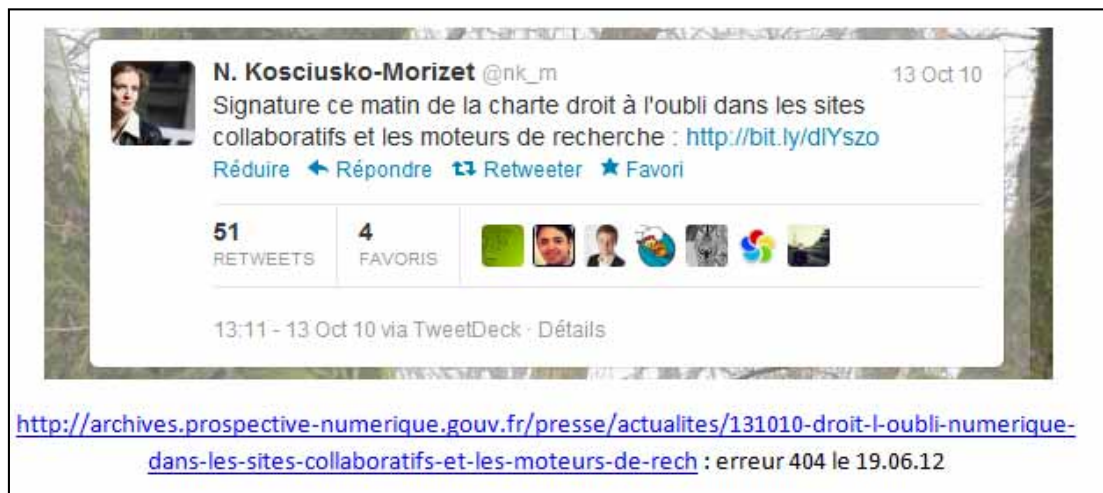 N. Kosciusko-Morizet @nk_m 13 Oct 10
Signature ce matin de la charte droit à l'oubli dans les sites
collaboratifs et les moteurs de recherche : http://bit.ly/dlYszo
Réduire Répondre Retweeter Favori
51 4
RETWEETS FAVORIS
13:11 - 13 Oct 10 via TweetDeck · Détails
http://archives.prospective-numerique.gouv.fr/presse/actualites/131010-droit-l-oubli-numerique-
dans-les-sites-collaboratifs-et-les-moteurs-de-rech : erreur 404 le 19.06.12